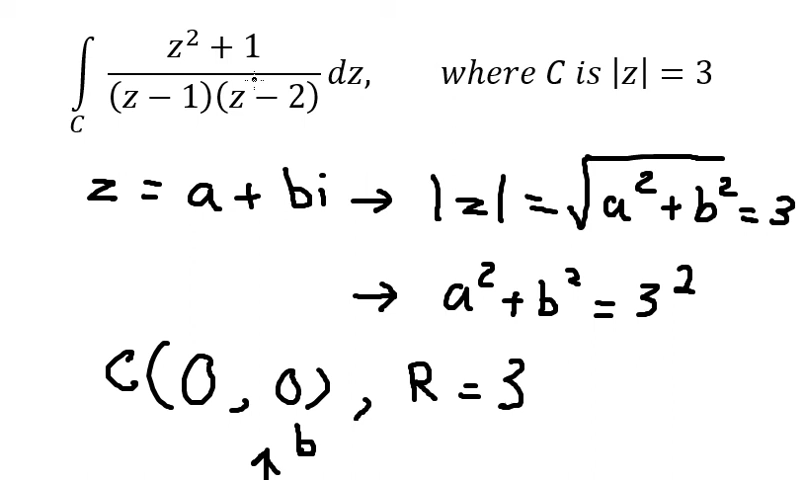 ∫_C (z² + 1)/((z − 1)(z − 2)) dz, where C is |z| = 3
z = a + bi → |z| = √(a² + b²) = 3
→ a² + b² = 3²
C(0, 0), R = 3
↑ b